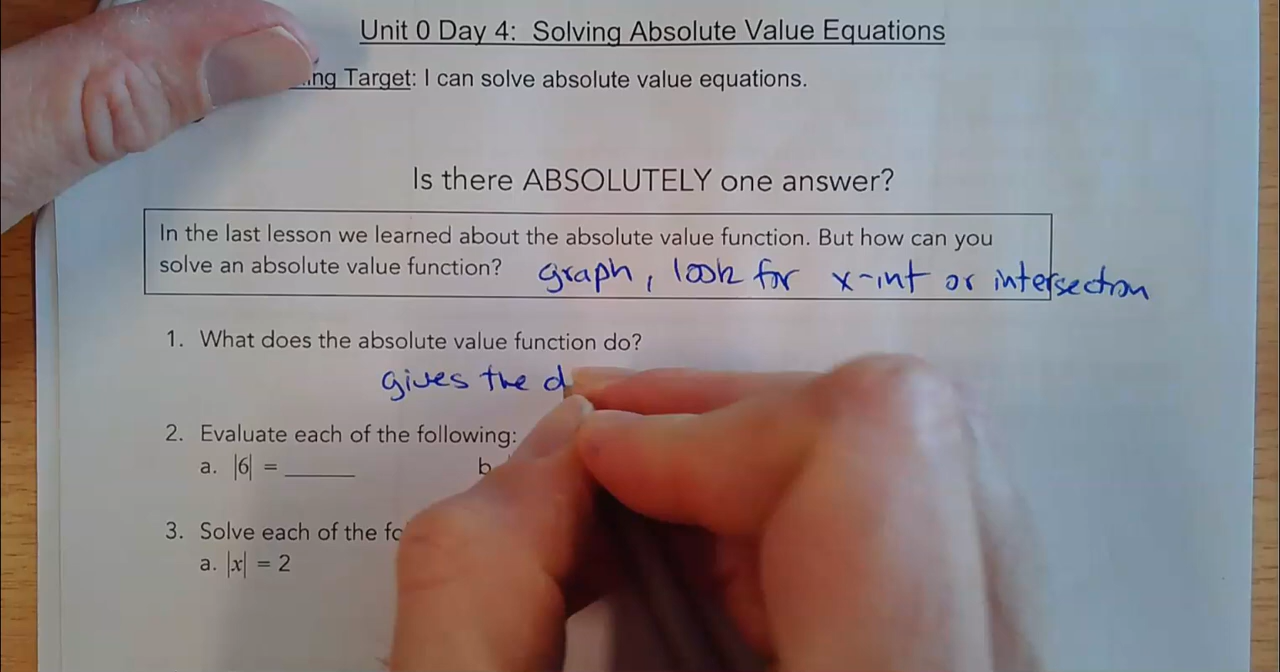 Unit 0 Day 4: Solving Absolute Value Equations
Target: I can solve absolute value equations.
Is there ABSOLUTELY one answer?
In the last lesson we learned about the absolute value function. But how can you
solve an absolute value function? graph, look for x-int or intersection
1. What does the absolute value function do?
gives the d
2. Evaluate each of the following:
a. |6| = _____ b.
3. Solve each of the
a. |x| = 2